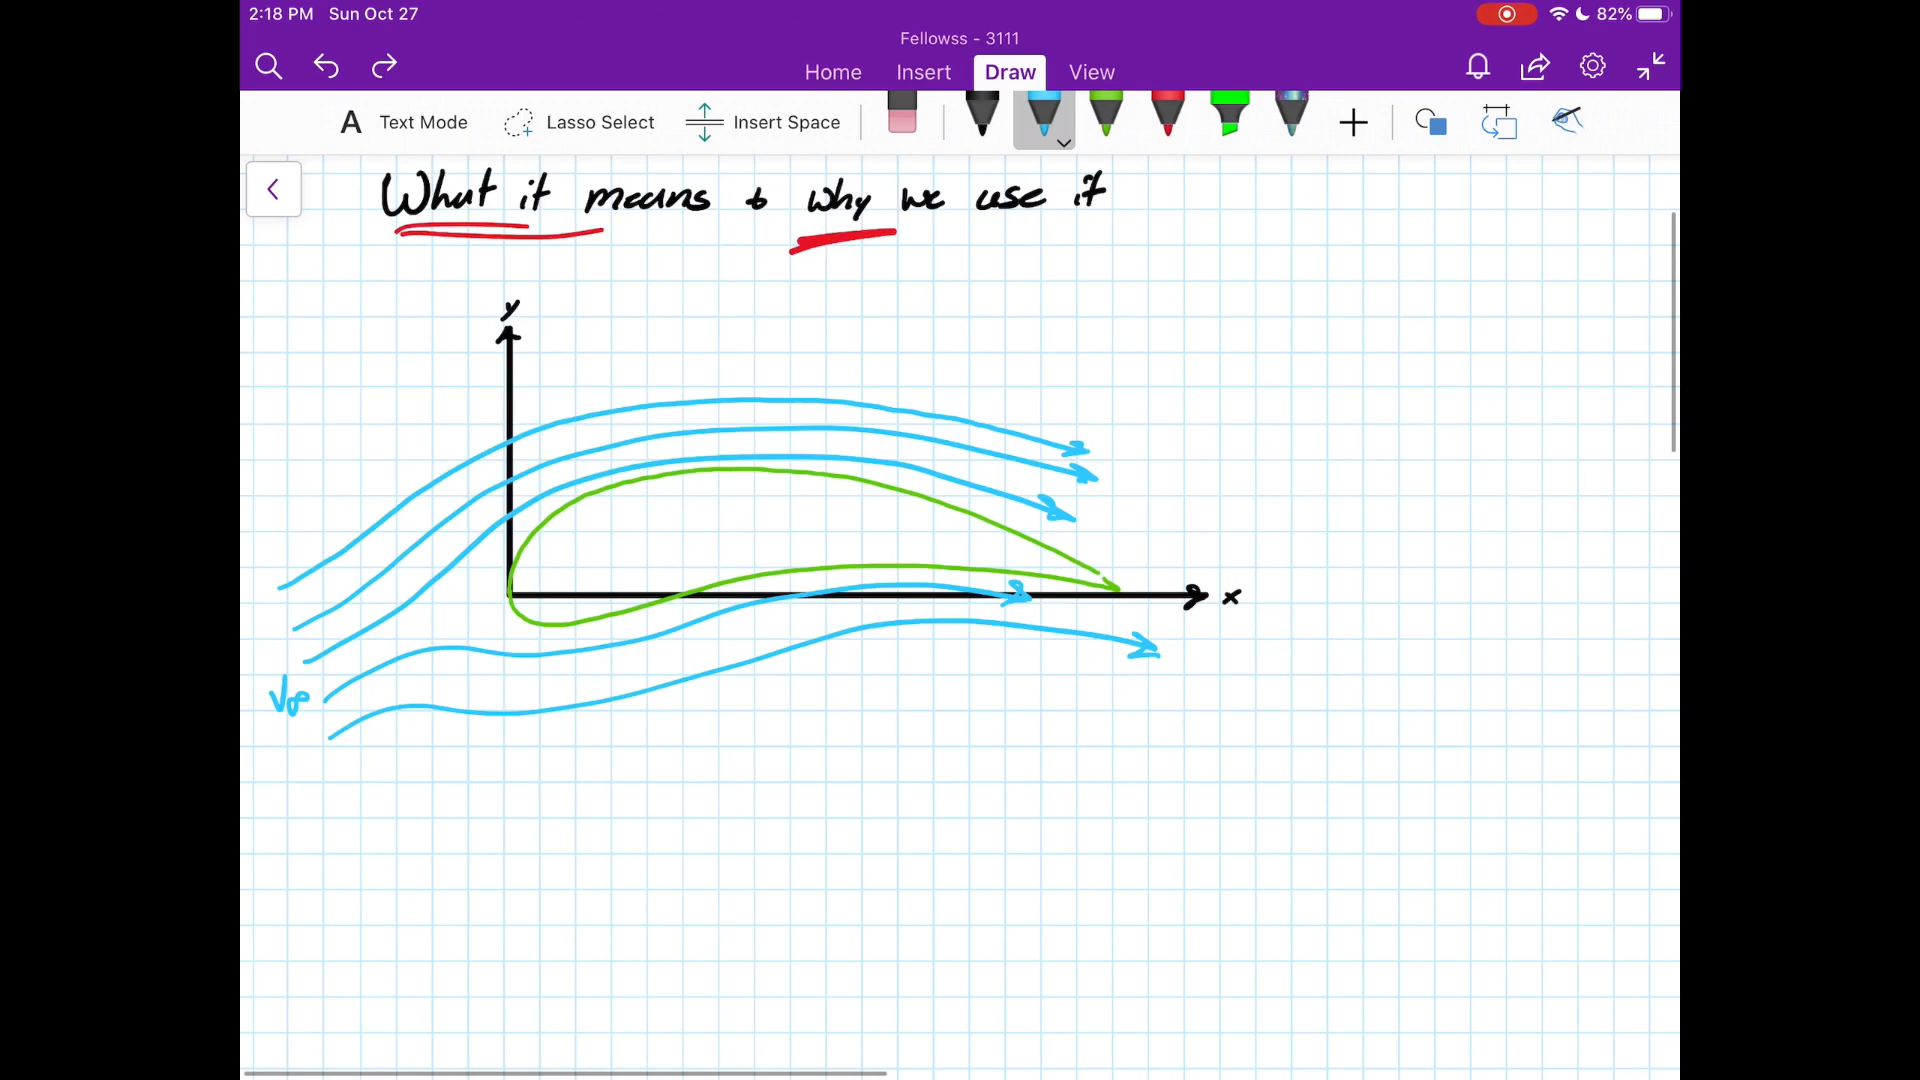 2:18 PM Sun Oct 27
82%
Fellowss - 3111
Home Insert Draw View
A Text Mode Lasso Select Insert Space
What it means & why we use it
y
x
V∞